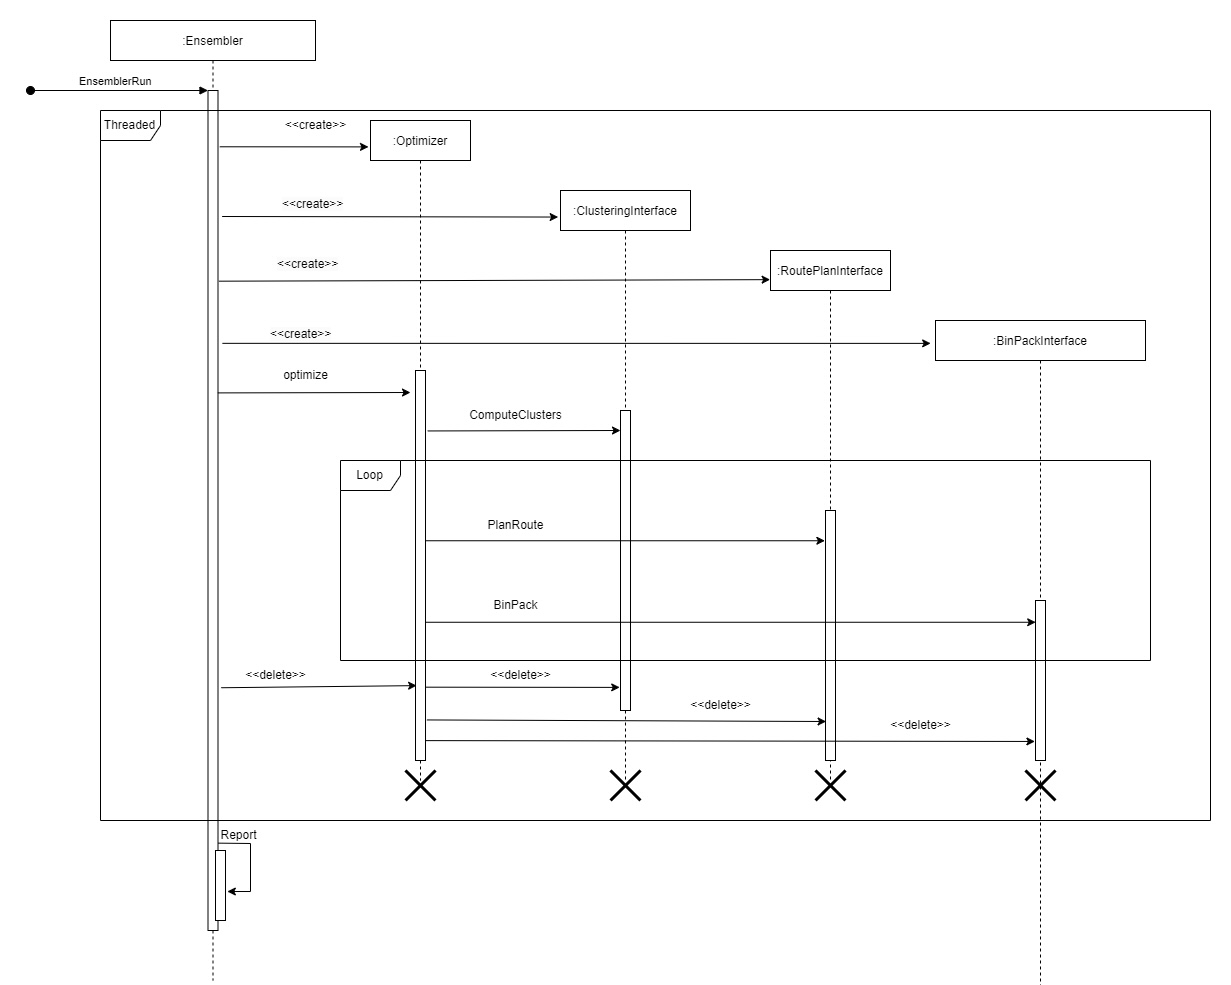 :Ensembler
EnsemblerRun
Threaded
<<create>>
:Optimizer
<<create>>
:ClusteringInterface
<<create>>
:RoutePlanInterface
<<create>>
:BinPackInterface
optimize
ComputeClusters
Loop
PlanRoute
BinPack
<<delete>>
<<delete>>
<<delete>>
<<delete>>
Report